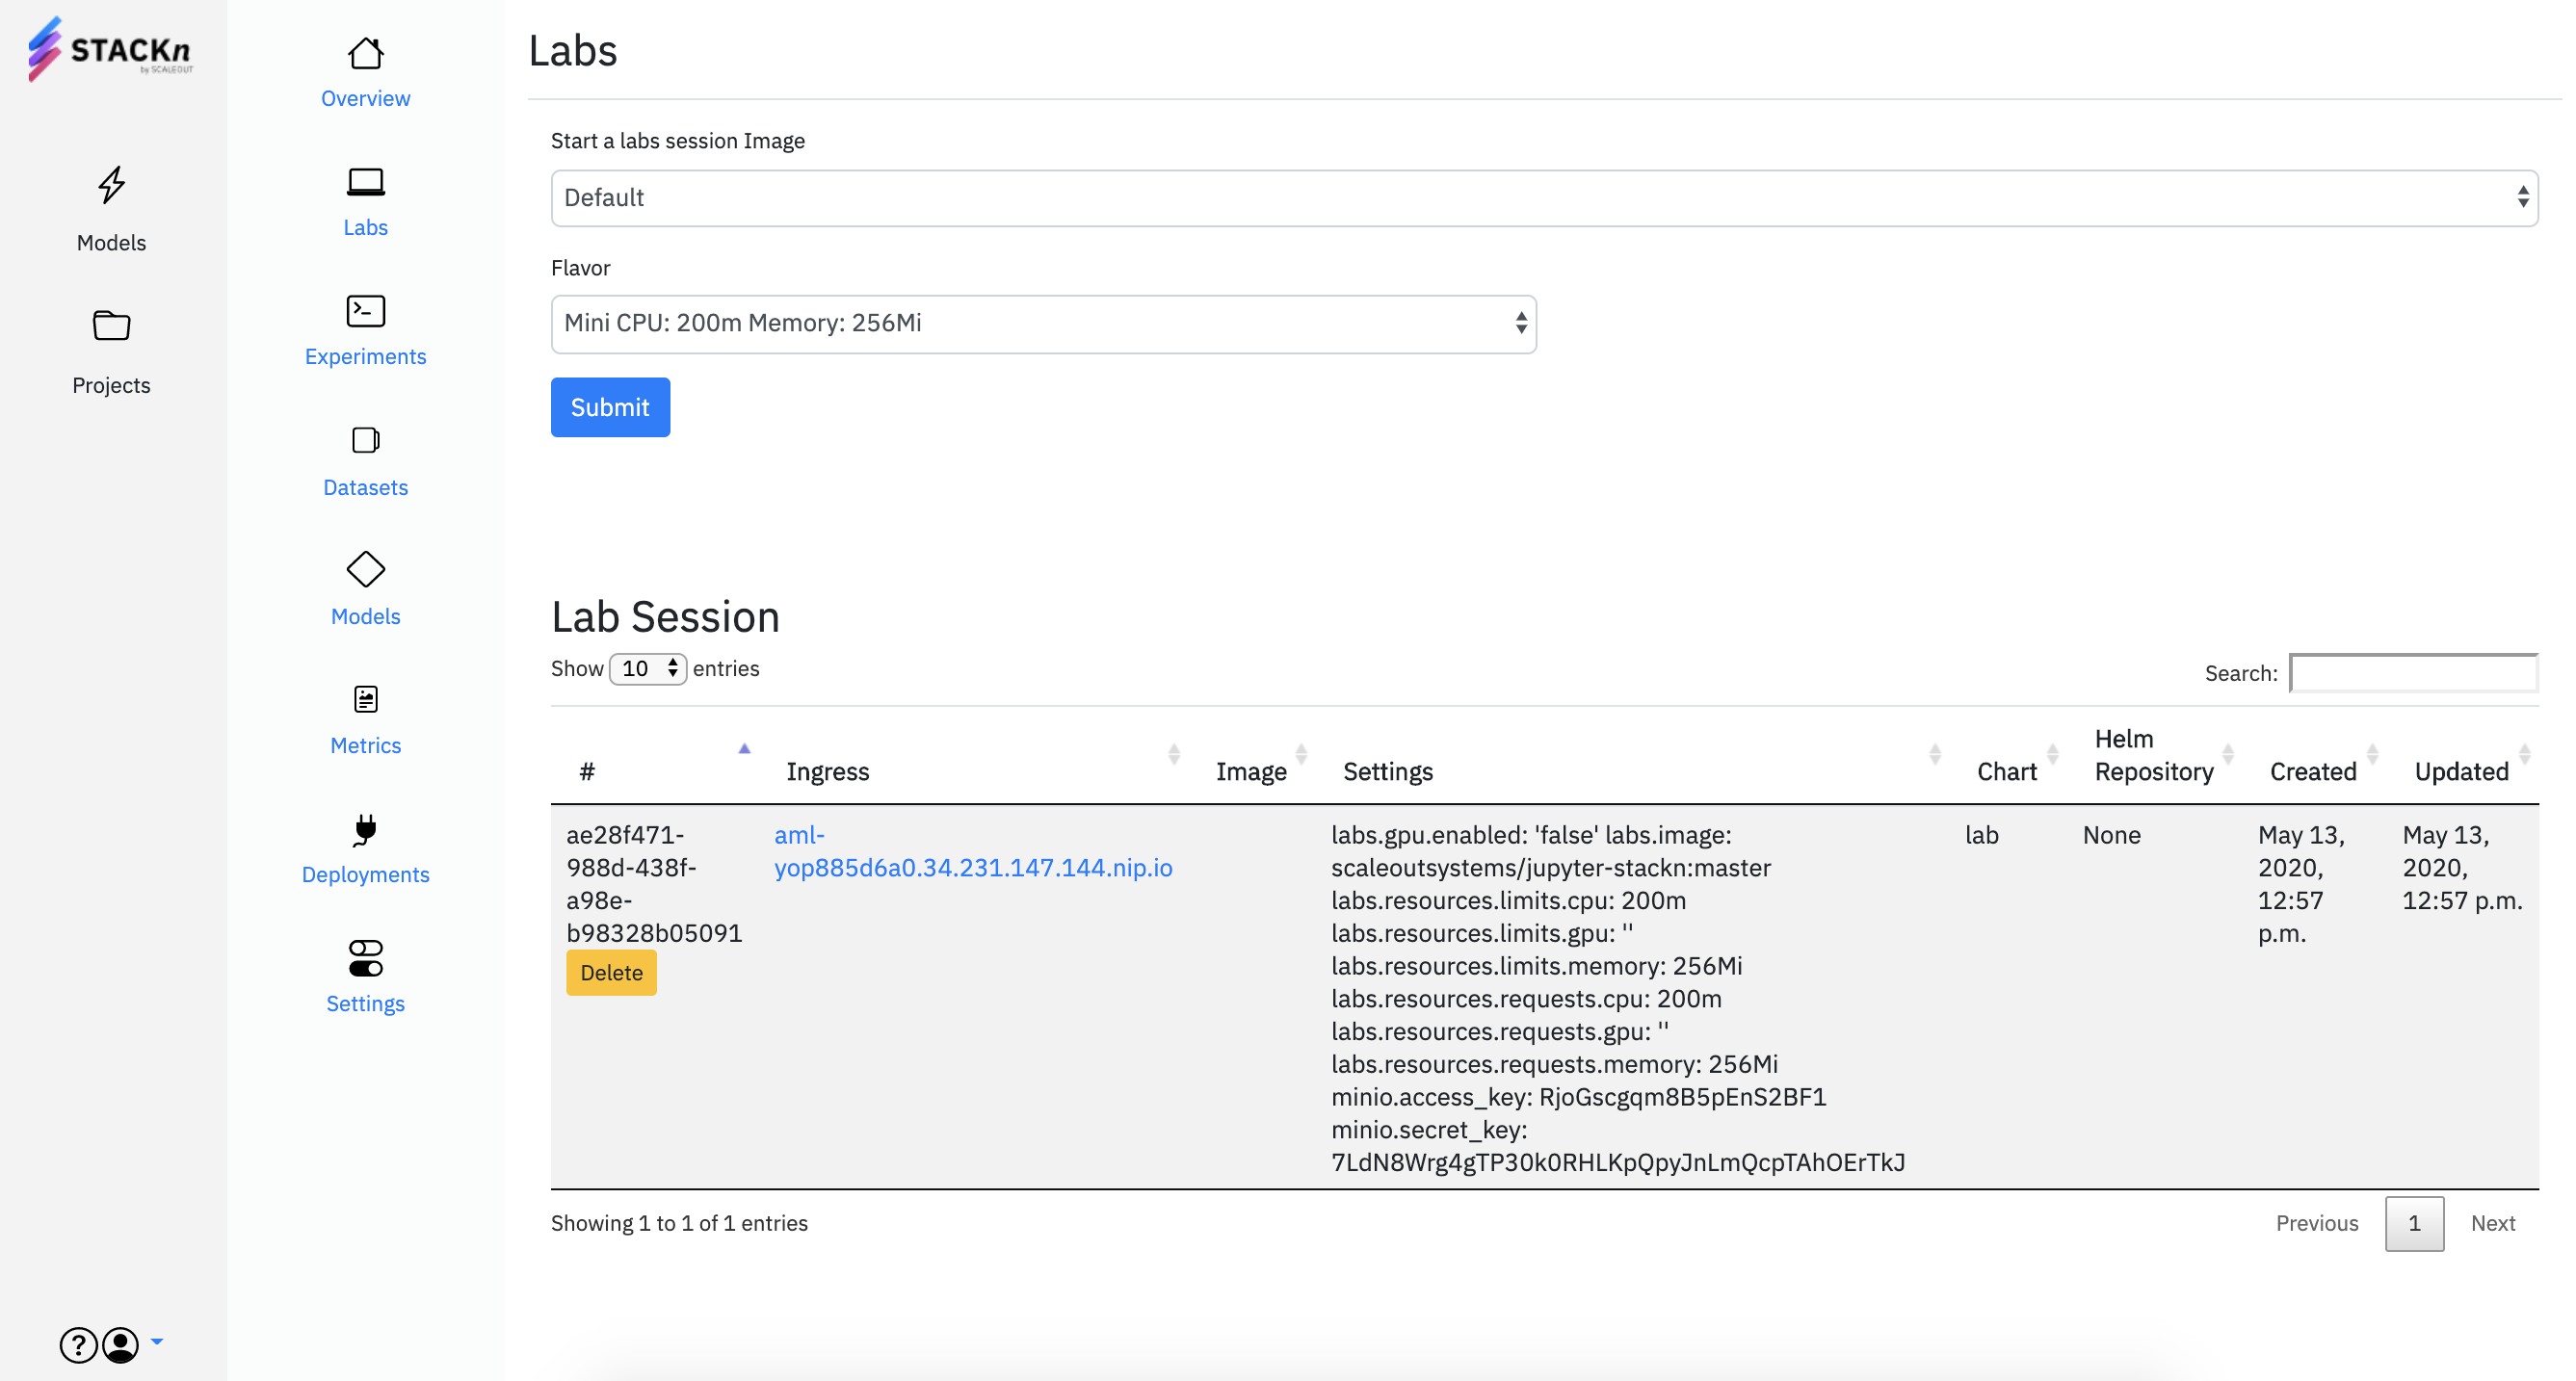 STACKn
by SCALEOUT
Models
Projects
Overview
Labs
Experiments
Datasets
Models
Metrics
Deployments
Settings
Labs
Start a labs session Image
Default
Flavor
Mini CPU: 200m Memory: 256Mi
Submit
Lab Session
Show 10 entries
Search:
# Ingress Image Settings Chart Helm Repository Created Updated
ae28f471-
988d-438f-
a98e-
b98328b05091
Delete
aml-
yop885d6a0.34.231.147.144.nip.io
labs.gpu.enabled: 'false' labs.image:
scaleoutsystems/jupyter-stackn:master
labs.resources.limits.cpu: 200m
labs.resources.limits.gpu: ''
labs.resources.limits.memory: 256Mi
labs.resources.requests.cpu: 200m
labs.resources.requests.gpu: ''
labs.resources.requests.memory: 256Mi
minio.access_key: RjoGscgqm8B5pEnS2BF1
minio.secret_key:
7LdN8Wrg4gTP30k0RHLKpQpyJnLmQcpTAhOErTkJ
lab
None
May 13,
2020,
12:57
p.m.
May 13,
2020,
12:57 p.m.
Showing 1 to 1 of 1 entries
Previous 1 Next
?